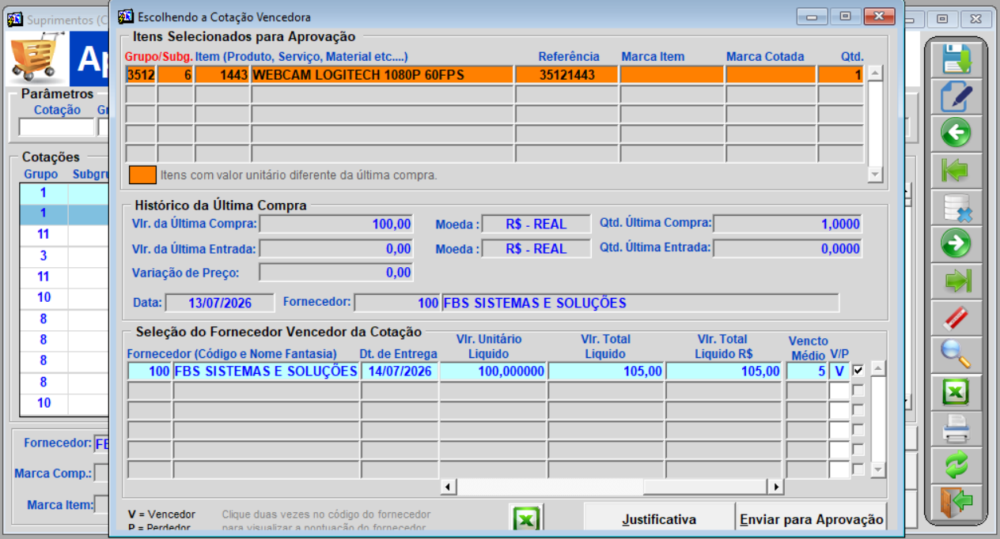 Suprimentos (C
Escolhendo a Cotação Vencedora
Ap
Itens Selecionados para Aprovação
Grupo/Subg. Item (Produto, Serviço, Material etc....) Referência Marca Item Marca Cotada Qtd.
3512 6 1443 WEBCAM LOGITECH 1080P 60FPS 35121443 1
Itens com valor unitário diferente da última compra.
Parâmetros
Cotação Gr
Cotações
Grupo Subgru
1
1
11
3
11
10
8
8
8
8
10
Fornecedor: FB
Marca Comp.:
Marca Item:
Histórico da Última Compra
Vlr. da Última Compra: 100,00 Moeda : R$ - REAL Qtd. Última Compra: 1,0000
Vlr. da Última Entrada: 0,00 Moeda : R$ - REAL Qtd. Última Entrada: 0,0000
Variação de Preço: 0,00
Data: 13/07/2026 Fornecedor: 100 FBS SISTEMAS E SOLUÇÕES
Seleção do Fornecedor Vencedor da Cotação
Vlr. Unitário Vlr. Total Vlr. Total Vencto
Fornecedor (Código e Nome Fantasia) Dt. de Entrega Liquido Liquido Liquido R$ Médio V/P
100 FBS SISTEMAS E SOLUÇÕES 14/07/2026 100,000000 105,00 105,00 5 V
V = Vencedor Clique duas vezes no código do fornecedor
P = Perdedor para visualizar a pontuação do fornecedor
Justificativa
Enviar para Aprovação